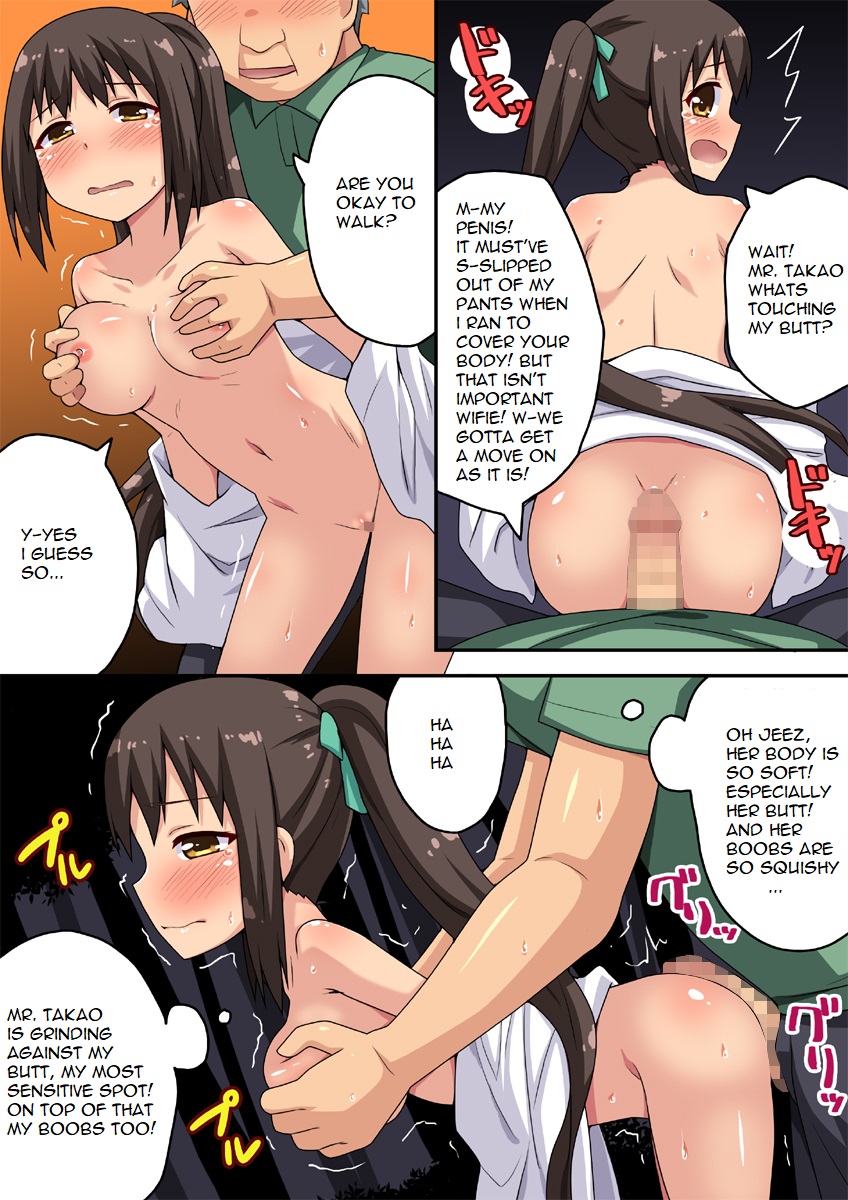 ドキッ
WAIT!
MR. TAKAO
WHATS
TOUCHING
MY BUTT?
M-MY
PENIS!
IT MUST'VE
S-SLIPPED
OUT OF MY
PANTS WHEN
I RAN TO
COVER YOUR
BODY! BUT
THAT ISN'T
IMPORTANT
WIFIE! W-WE
GOTTA GET
A MOVE ON
AS IT IS!
ドキッ
ARE YOU
OKAY TO
WALK?
Y-YES
I GUESS
SO...
OH JEEZ,
HER BODY IS
SO SOFT!
ESPECIALLY
HER BUTT!
AND HER
BOOBS ARE
SO SQUISHY
...
HA
HA
HA
グリッ
グリッ
プル
プル
MR. TAKAO
IS GRINDING
AGAINST MY
BUTT, MY MOST
SENSITIVE SPOT!
ON TOP OF THAT
MY BOOBS TOO!